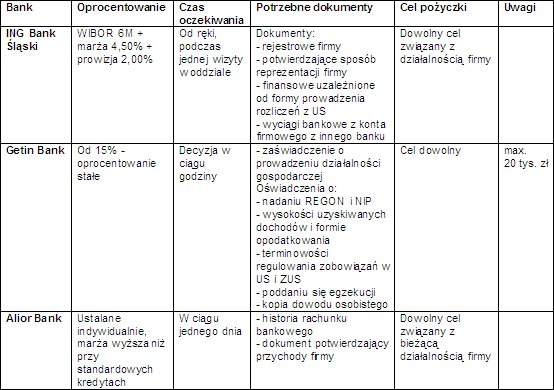 Bank
Oprocentowanie
Czas
oczekiwania
Potrzebne dokumenty
Cel pożyczki
Uwagi
ING Bank
Śląski
WIBOR 6M +
marża 4,50% +
prowizja 2,00%
Od ręki,
podczas
jednej wizyty
w oddziale
Dokumenty:
- rejestrowe firmy
- potwierdzające sposób
reprezentacji firmy
- finansowe uzależnione
od formy prowadzenia
rozliczeń z US
- wyciągi bankowe z konta
firmowego z innego banku
Dowolny cel
związany z
działalnością firmy
Getin Bank
Od 15% -
oprocentowanie
stałe
Decyzja w
ciągu
godziny
- zaświadczenie o
prowadzeniu działalności
gospodarczej
Oświadczenia o:
- nadaniu REGON i NIP
- wysokości uzyskiwanych
dochodów i formie
opodatkowania
- terminowości
regulowania zobowiązań w
US i ZUS
- poddaniu się egzekucji
- kopia dowodu osobistego
Cel dowolny
max.
20 tys. zł
Alior Bank
Ustalane
indywidualnie,
marża wyższa niż
przy
standardowych
kredytach
W ciągu
jednego dnia
- historia rachunku
bankowego
- dokument potwierdzający
przychody firmy
Dowolny cel
związany z
bieżącą
działalnością firmy